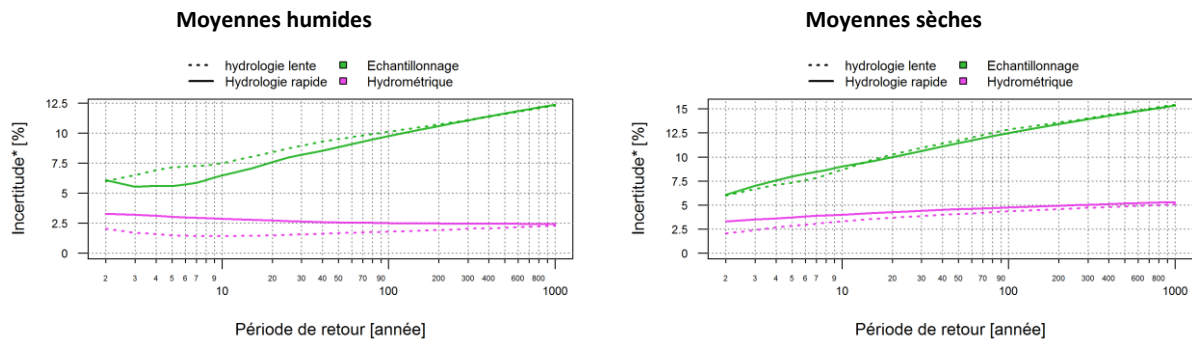 Moyennes humides
hydrologie lente Echantillonnage
Hydrologie rapide Hydrométrique
12.5
10
7.5
5
2.5
0
Incertitude* [%]
2 3 4 5 6 7 9 20 30 40 50 70 90 200 300 400 600 800
10 100 1000
Période de retour [année]
Moyennes sèches
hydrologie lente Echantillonnage
Hydrologie rapide Hydrométrique
15
12.5
10
7.5
5
2.5
0
Incertitude* [%]
2 3 4 5 6 7 9 20 30 40 50 70 90 200 300 400 600 800
10 100 1000
Période de retour [année]